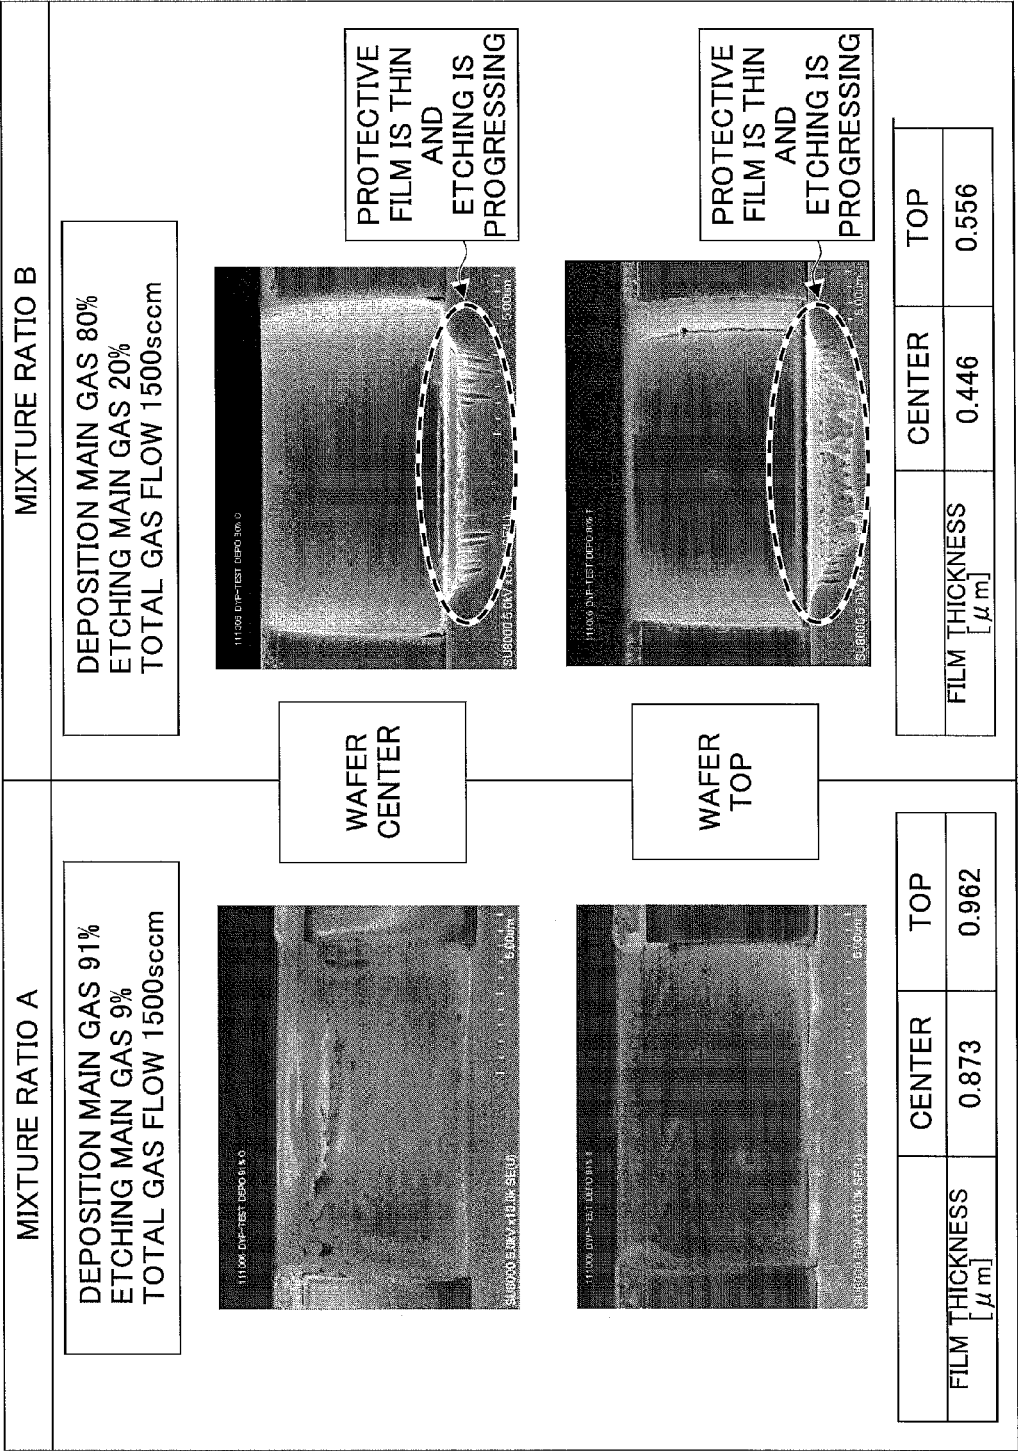 MIXTURE RATIO A
DEPOSITION MAIN GAS 91%
ETCHING MAIN GAS 9%
TOTAL GAS FLOW 1500sccm
MIXTURE RATIO B
DEPOSITION MAIN GAS 80%
ETCHING MAIN GAS 20%
TOTAL GAS FLOW 1500sccm
WAFER
CENTER
5.00um
PROTECTIVE
FILM IS THIN
AND
ETCHING IS
PROGRESSING
WAFER
TOP
PROTECTIVE
FILM IS THIN
AND
ETCHING IS
PROGRESSING
CENTER TOP
FILM THICKNESS 0.873 0.962
[μm]
CENTER TOP
FILM THICKNESS 0.446 0.556
[μm]